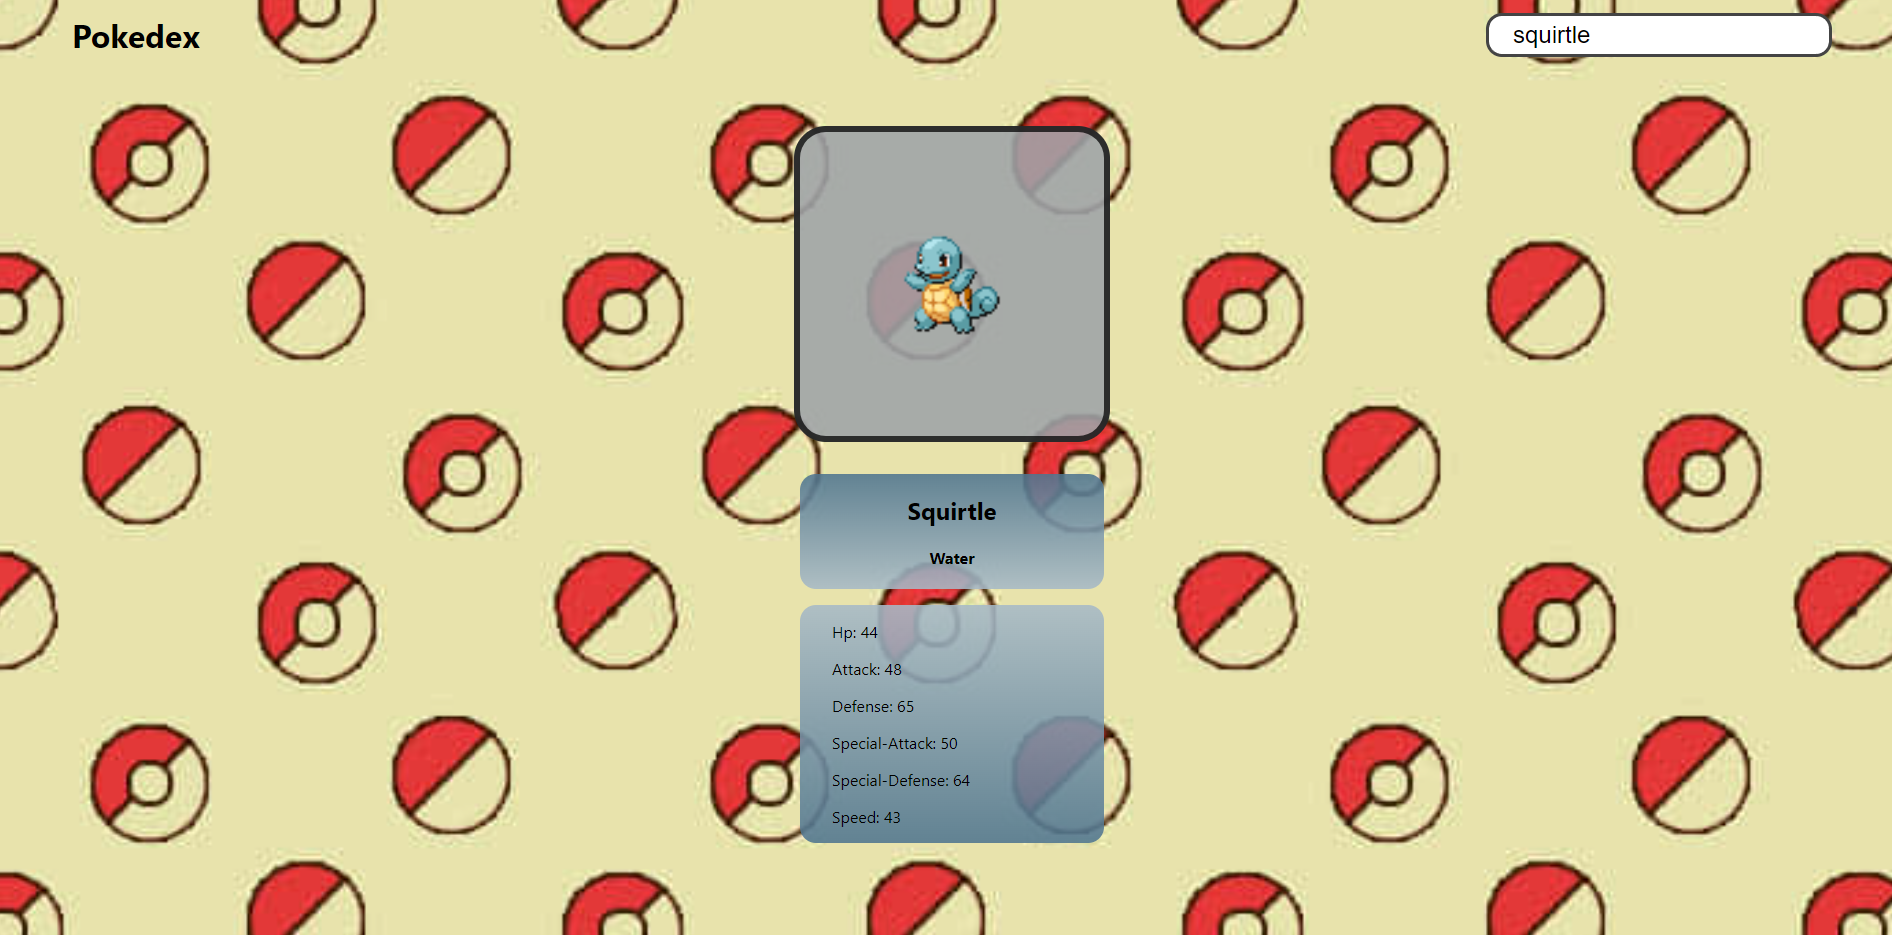 Pokedex
squirtle
Squirtle
Water
Hp: 44
Attack: 48
Defense: 65
Special-Attack: 50
Special-Defense: 64
Speed: 43